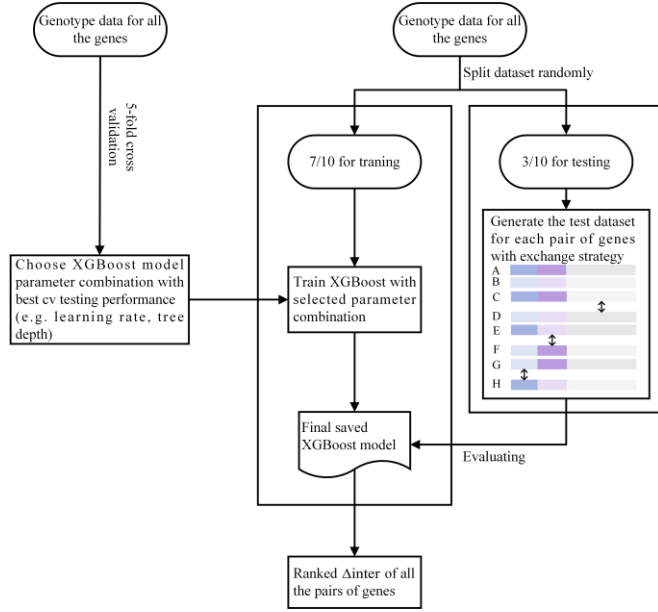 Genotype data for all
the genes
Genotype data for all
the genes
Split dataset randomly
5-fold cross
validation
7/10 for traning
3/10 for testing
Generate the test dataset
for each pair of genes
with exchange strategy
A
B
C
D
E
F
G
H
Choose XGBoost model
parameter combination with
best cv testing performance
(e.g. learning rate, tree
depth)
Train XGBoost with
selected parameter
combination
Final saved
XGBoost model
Evaluating
Ranked Δinter of all
the pairs of genes